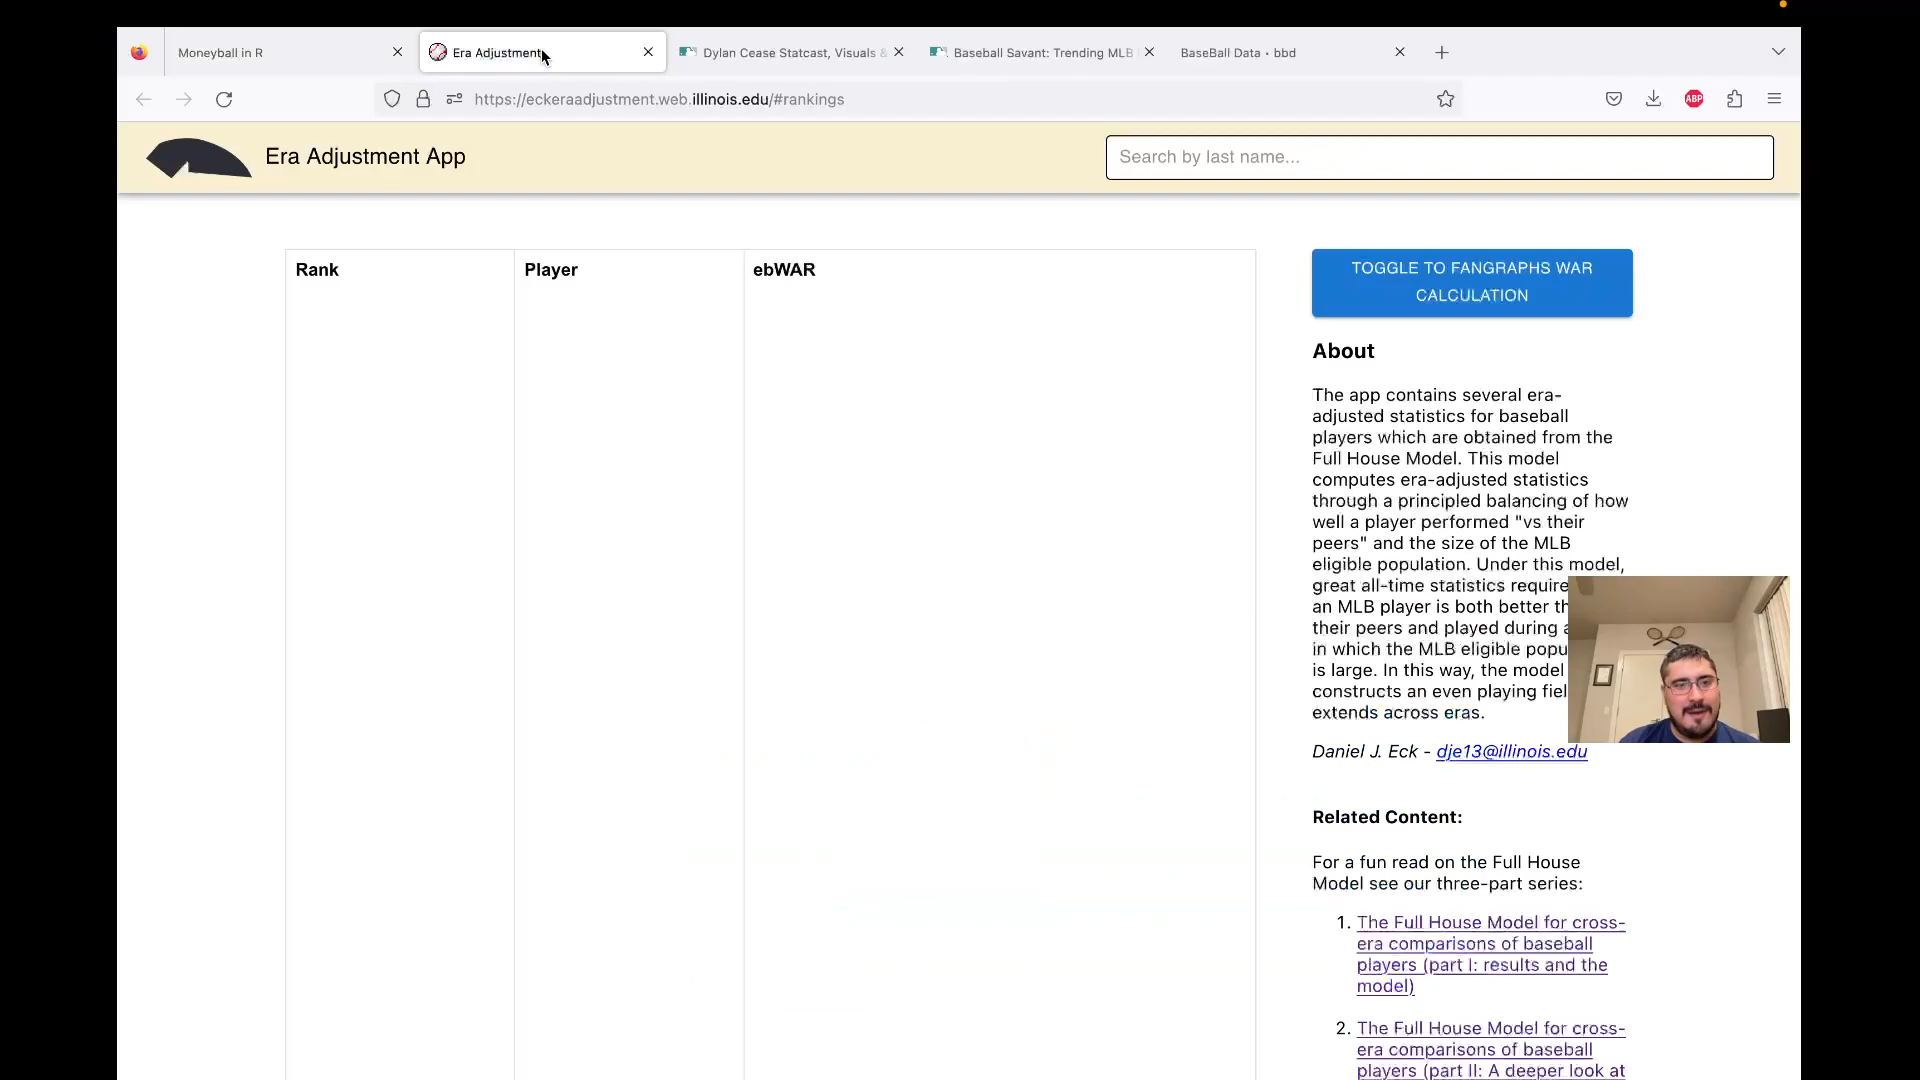 Moneyball in R
Era Adjustment
Dylan Cease Statcast, Visuals &
Baseball Savant: Trending MLB
BaseBall Data • bbd
https://eckeraadjustment.web.illinois.edu/#rankings
ABP
Era Adjustment App
Search by last name...
Rank
Player
ebWAR
TOGGLE TO FANGRAPHS WAR
CALCULATION
About
The app contains several era-
adjusted statistics for baseball
players which are obtained from the
Full House Model. This model
computes era-adjusted statistics
through a principled balancing of how
well a player performed "vs their
peers" and the size of the MLB
eligible population. Under this model,
great all-time statistics require
an MLB player is both better th
their peers and played during a
in which the MLB eligible popu
is large. In this way, the model
constructs an even playing fiel
extends across eras.
Daniel J. Eck - dje13@illinois.edu
Related Content:
For a fun read on the Full House
Model see our three-part series:
1. The Full House Model for cross-
era comparisons of baseball
players (part I: results and the
model)
2. The Full House Model for cross-
era comparisons of baseball
players (part II: A deeper look at